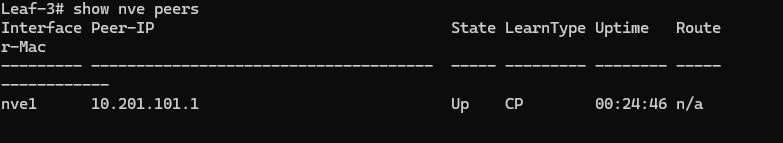 Leaf-3# show nve peers
Interface Peer-IP                                 State LearnType Uptime   Route
r-Mac
--------- --------------------------------------  ----- --------- -------- -----
------------
nve1      10.201.101.1                            Up    CP        00:24:46 n/a